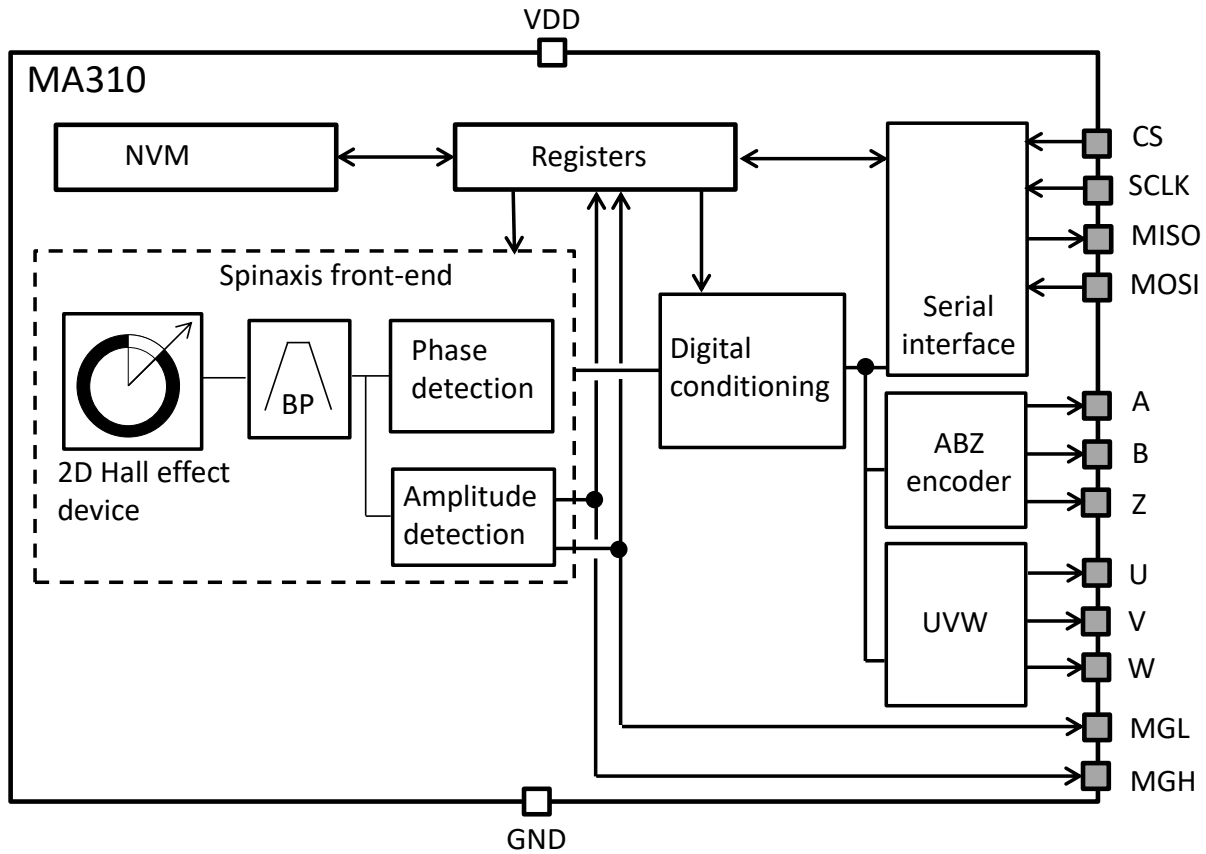 VDD
MA310
NVM
Registers
CS
SCLK
MISO
MOSI
Serial
interface
Spinaxis front-end
BP
Phase
detection
2D Hall effect
device
Amplitude
detection
Digital
conditioning
ABZ
encoder
A
B
Z
UVW
U
V
W
MGL
MGH
GND